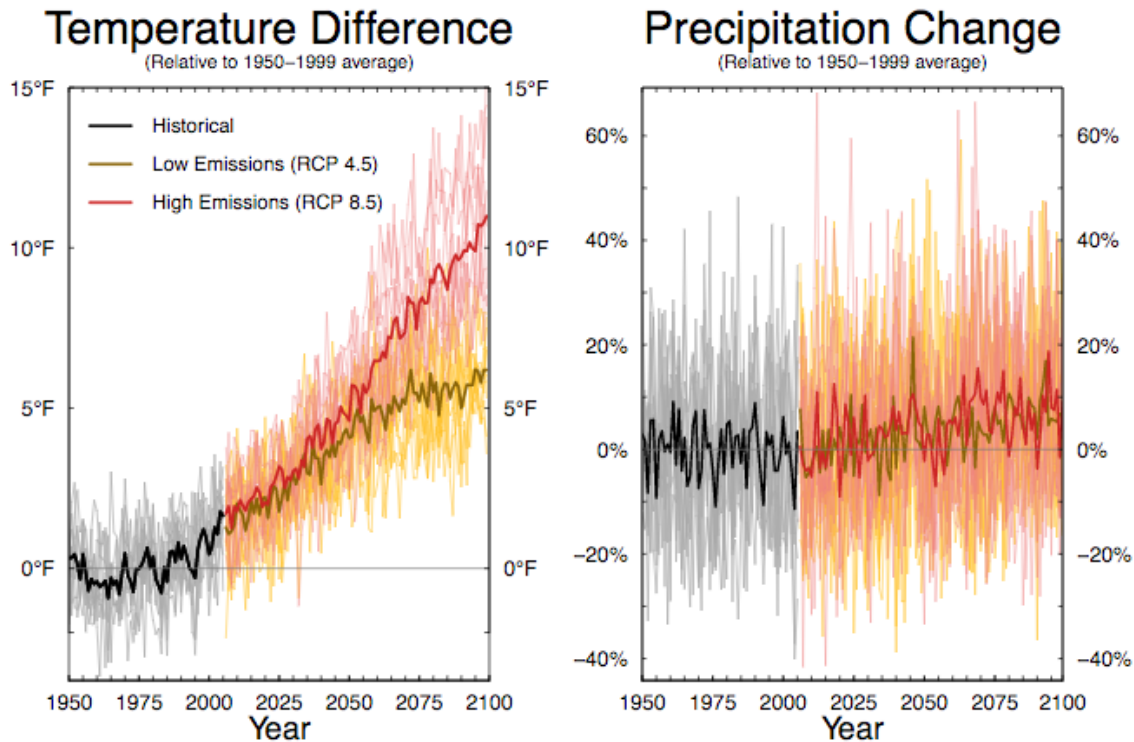 Temperature Difference
(Relative to 1950–1999 average)
15°F
15°F
Historical
Low Emissions (RCP 4.5)
High Emissions (RCP 8.5)
10°F
10°F
5°F
5°F
0°F
0°F
1950 1975 2000 2025 2050 2075 2100
Year
Precipitation Change
(Relative to 1950–1999 average)
60%
60%
40%
40%
20%
20%
0%
0%
−20%
−20%
−40%
−40%
1950 1975 2000 2025 2050 2075 2100
Year